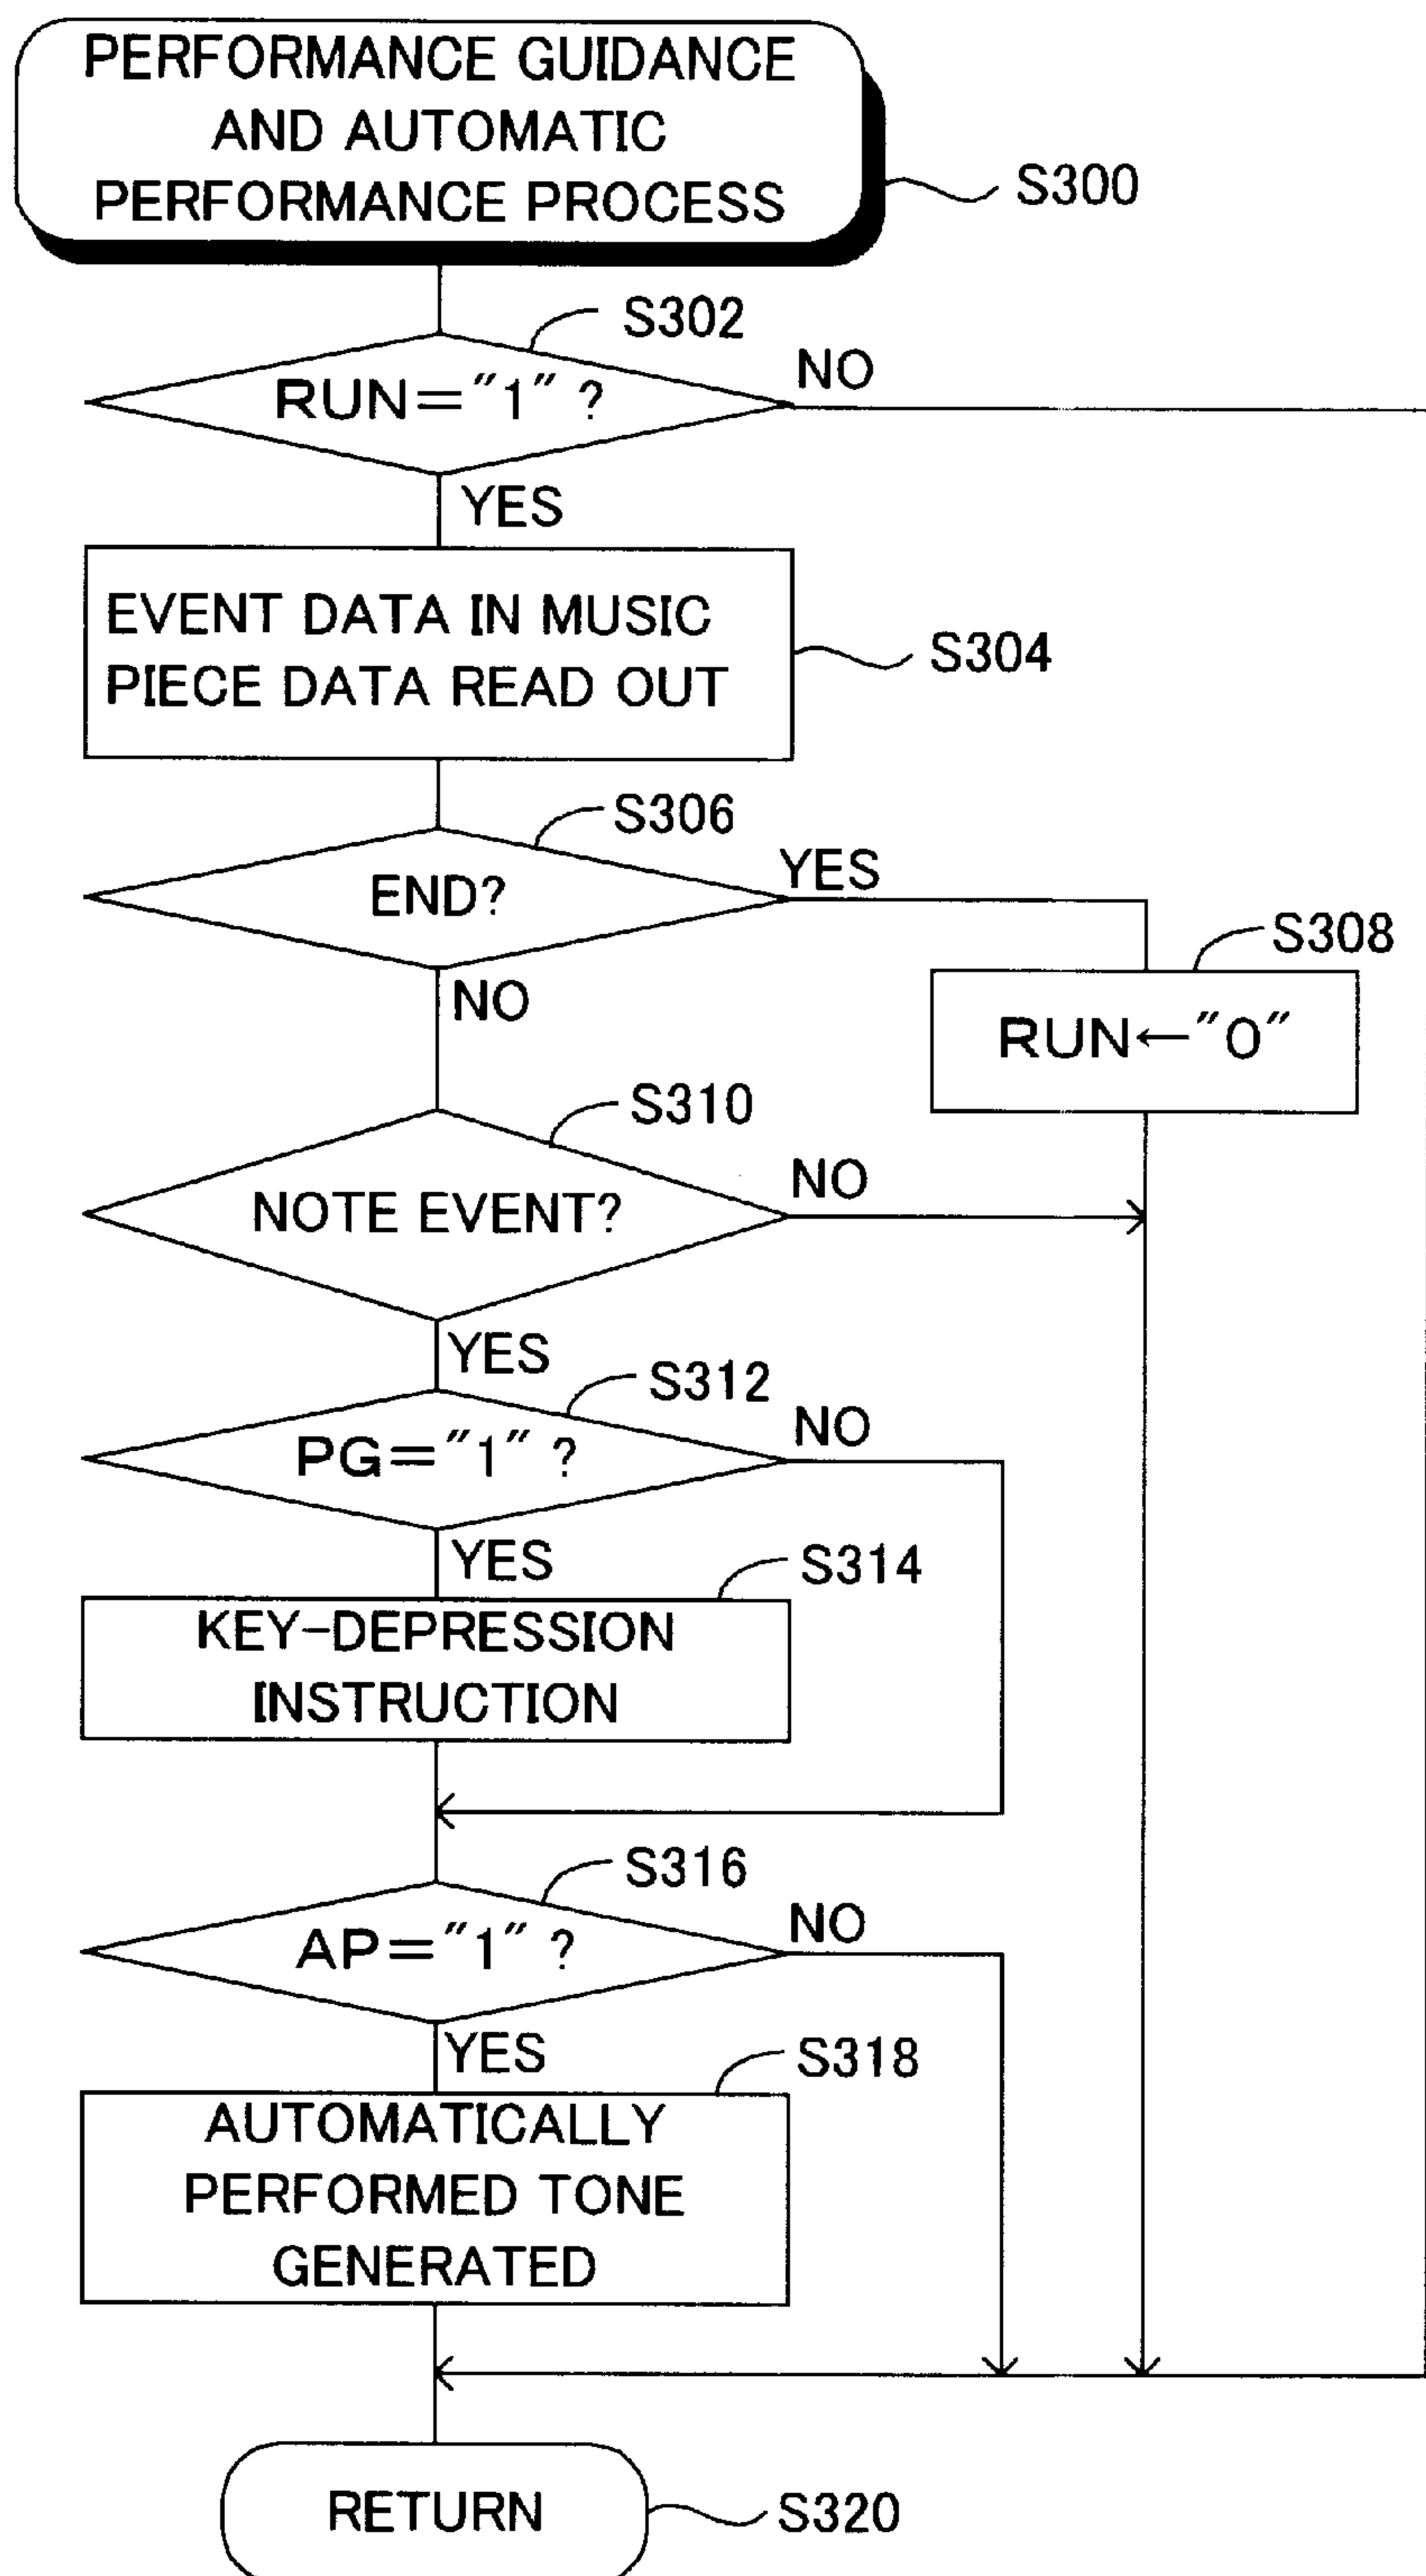 PERFORMANCE GUIDANCE
AND AUTOMATIC
PERFORMANCE PROCESS
S300
S302
RUN="1" ?
NO
YES
EVENT DATA IN MUSIC
PIECE DATA READ OUT
S304
S306
END?
YES
NO
S308
RUN←"0"
S310
NOTE EVENT?
NO
YES
S312
PG="1" ?
NO
YES
S314
KEY-DEPRESSION
INSTRUCTION
S316
AP="1" ?
NO
YES
S318
AUTOMATICALLY
PERFORMED TONE
GENERATED
RETURN
S320